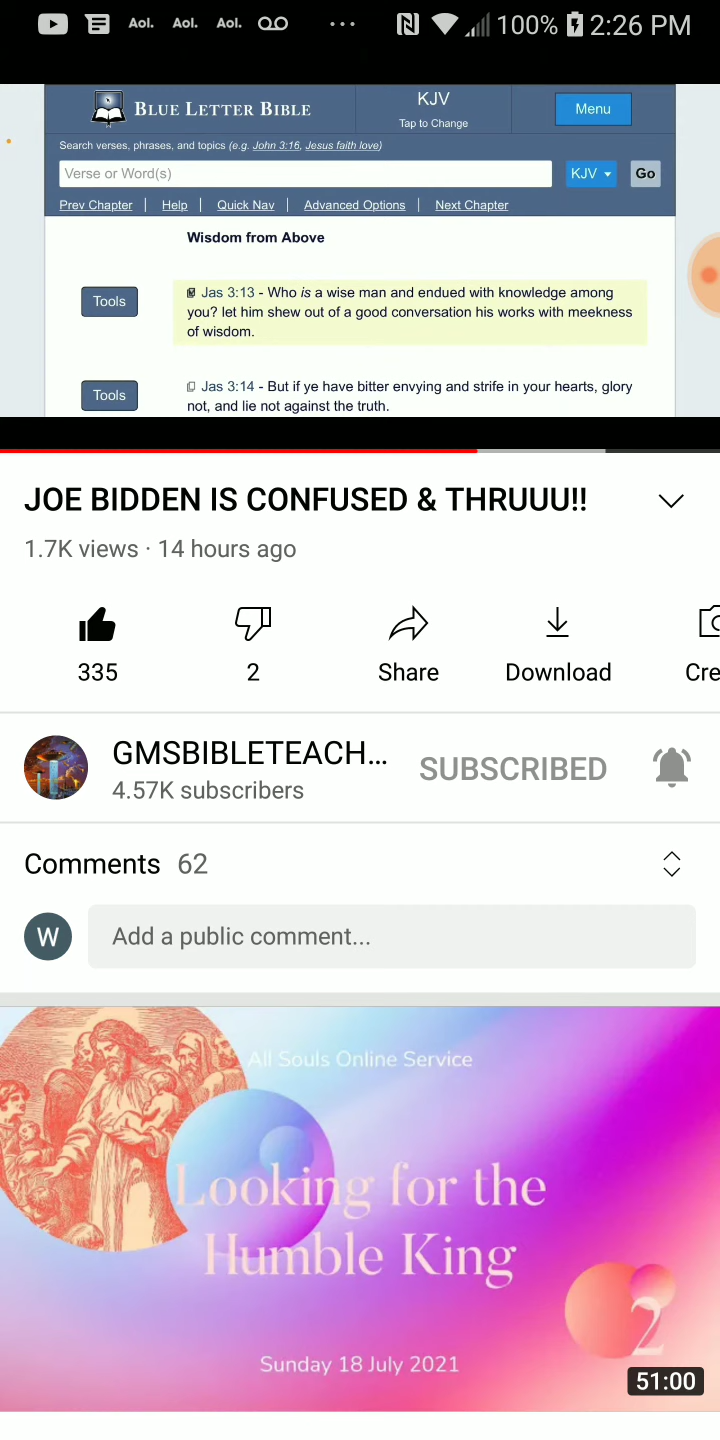 Aol. Aol. Aol. 100% 2:26 PM
BLUE LETTER BIBLE
KJV
Tap to Change
Menu
Search verses, phrases, and topics (e.g. John 3:16, Jesus faith love)
Verse or Word(s)
KJV
Go
Prev Chapter | Help | Quick Nav | Advanced Options | Next Chapter
Wisdom from Above
Tools
Jas 3:13 - Who is a wise man and endued with knowledge among
you? let him shew out of a good conversation his works with meekness
of wisdom.
Tools
Jas 3:14 - But if ye have bitter envying and strife in your hearts, glory
not, and lie not against the truth.
JOE BIDDEN IS CONFUSED & THRUUU!!
1.7K views · 14 hours ago
335 2 Share Download Cre
GMSBIBLETEACH... SUBSCRIBED
4.57K subscribers
Comments 62
W Add a public comment...
All Souls Online Service
Looking for the
Humble King
2
Sunday 18 July 2021
51:00